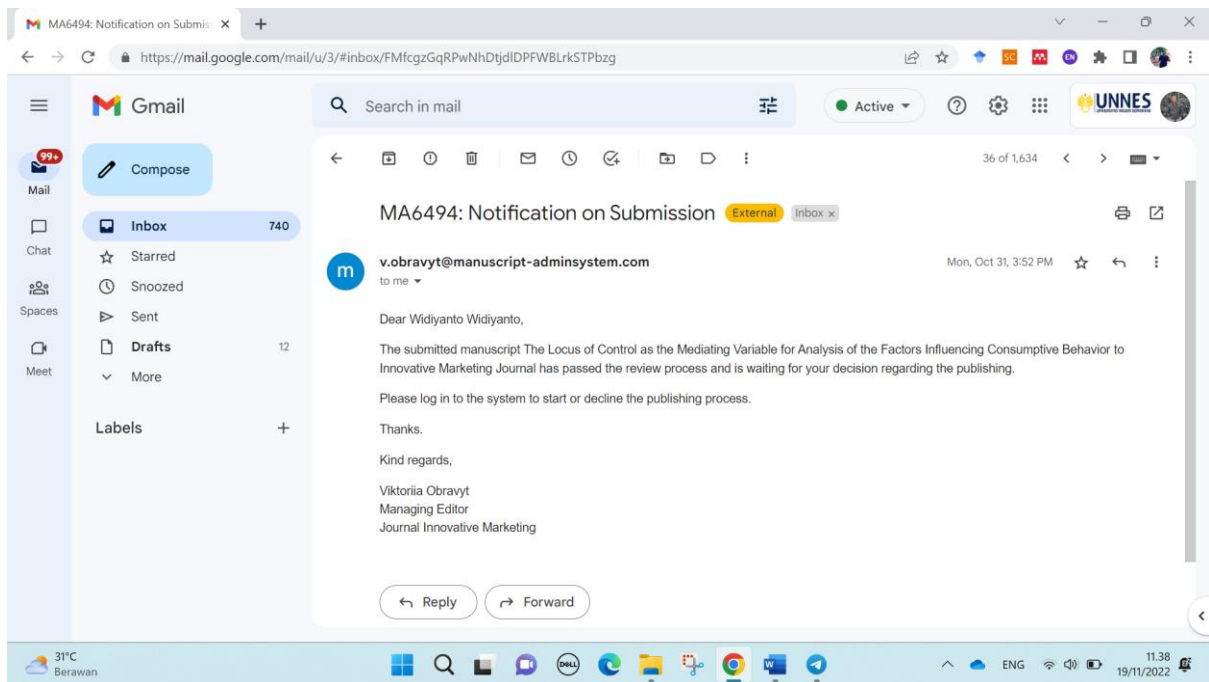 MA6494: Notification on Submis
https://mail.google.com/mail/u/3/#inbox/FMfcgzGqRPwNhDtjdlDPFWBLrkSTPbzg
SC
EN
Gmail
Search in mail
Active
UNNES
99+
Mail
Compose
36 of 1,634
Chat
Spaces
Meet
Inbox 740
Starred
Snoozed
Sent
Drafts 12
More
Labels
MA6494: Notification on Submission External Inbox x
m
v.obravyt@manuscript-adminsystem.com Mon, Oct 31, 3:52 PM
to me
Dear Widiyanto Widiyanto,
The submitted manuscript The Locus of Control as the Mediating Variable for Analysis of the Factors Influencing Consumptive Behavior to
Innovative Marketing Journal has passed the review process and is waiting for your decision regarding the publishing.
Please log in to the system to start or decline the publishing process.
Thanks.
Kind regards,
Viktoriia Obravyt
Managing Editor
Journal Innovative Marketing
Reply Forward
31°C
Berawan
DELL
ENG
11.38
19/11/2022